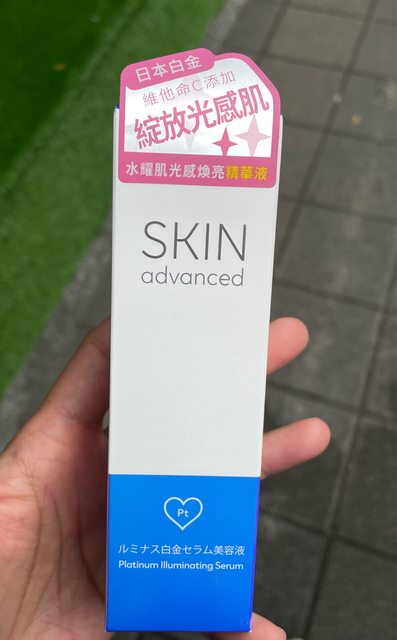 日本白金
維他命C添加
綻放光感肌
水耀肌光感煥亮精華液
SKIN
advanced
Pt
ルミナス白金セラム美容液
Platinum Illuminating Serum